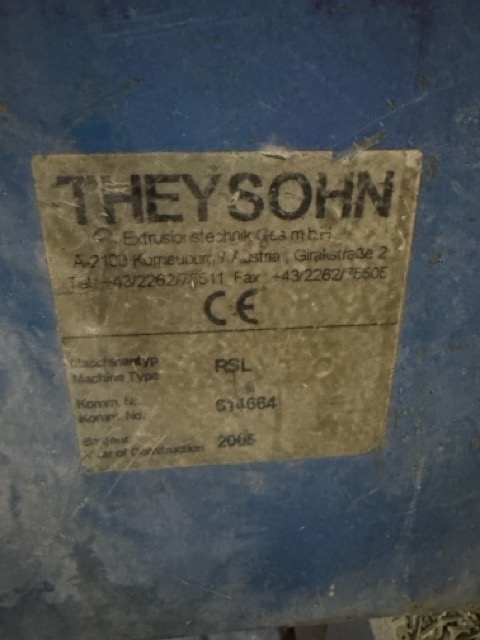 THEYSOHN
Extrusionstechnik Ges.m.b.H.
A-2100 Korneuburg / Austria, Girakstraße 2
Tel.: +43/2262/ Fax: +43/2262/
CE
Maschinentyp RSL
Machine Type
Komm. Nr.
Komm. No.
Baujahr 2005
Year of Construction